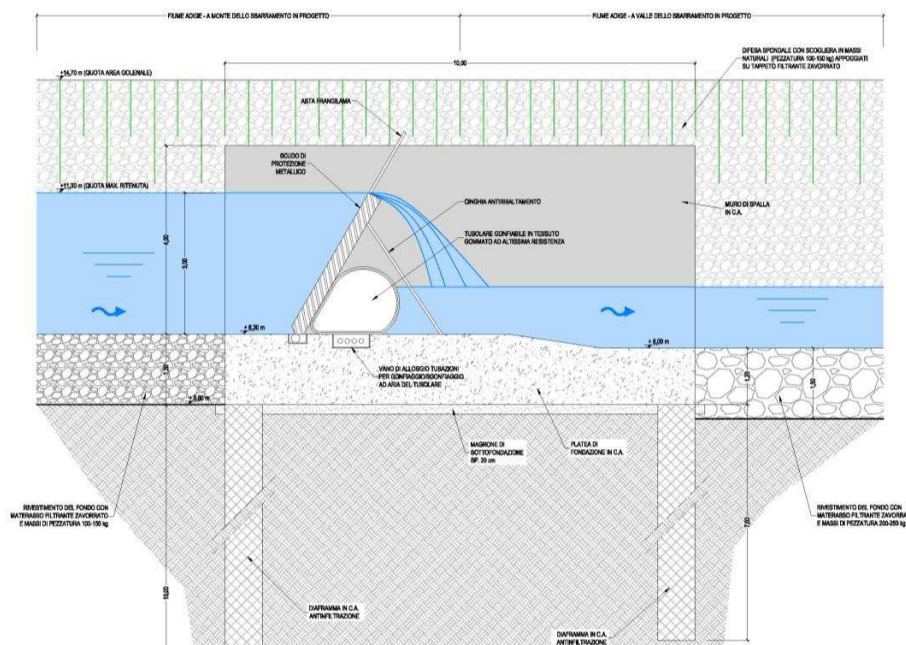 FIUME ADIGE - A MONTE DELLO SBARRAMENTO IN PROGETTO
FIUME ADIGE - A VALLE DELLO SBARRAMENTO IN PROGETTO
DIFESA SPONDALE CON SCOGLIERA IN MASSI
NATURALI (PEZZATURA 100-150 kg) APPOGGIATI
SU TAPPETO FILTRANTE ZAVORRATO
10,00
+14,70 m (QUOTA AREA GOLENALE)
ASTA FRANGILAMA
SCUDO DI
PROTEZIONE
METALLICO
+11,30 m (QUOTA MAX. RITENUTA)
CINGHIA ANTIRIBALTAMENTO
MURO DI SPALLA
IN C.A.
TUBOLARE GONFIABILE IN TESSUTO
GOMMATO AD ALTISSIMA RESISTENZA
4,20
3,00
+ 8,30 m
+ 8,00 m
VANO DI ALLOGGIO TUBAZIONI
PER GONFIAGGIO/SGONFIAGGIO
AD ARIA DEL TUBOLARE
1,50
1,20
1,50
MAGRONE DI
SOTTOFONDAZIONE
SP. 20 cm
PLATEA DI
FONDAZIONE IN C.A.
RIVESTIMENTO DEL FONDO CON
MATERASSO FILTRANTE ZAVORRATO
E MASSI DI PEZZATURA 100-150 kg
RIVESTIMENTO DEL FONDO CON
MATERASSO FILTRANTE ZAVORRA
E MASSI DI PEZZATURA 200-250 kg
10,00
DIAFRAMMA IN C.A.
ANTINFILTRAZIONE
DIAFRAMMA IN C.A.
ANTINFILTRAZIONE